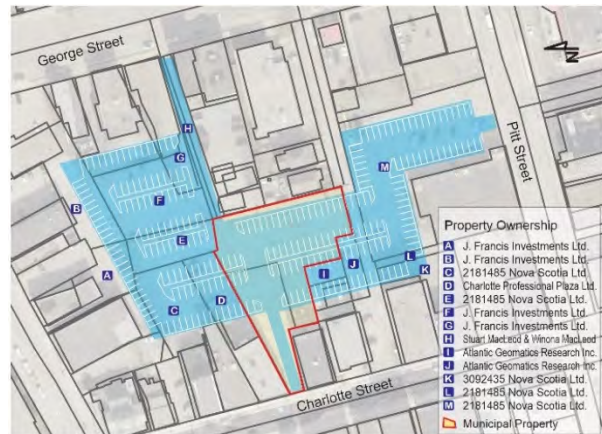 George Street
Pitt Street
N
H
G
B
M
F
E
A
I
J
L
K
C
D
Charlotte Street
Property Ownership
A J. Francis Investments Ltd.
B J. Francis Investments Ltd.
C 2181485 Nova Scotia Ltd.
D Charlotte Professional Plaza Ltd.
E 2181485 Nova Scotia Ltd.
F J. Francis Investments Ltd.
G J. Francis Investments Ltd.
H Stuart MacLeod & Winona MacLeod
I Atlantic Geomatics Research Inc.
J Atlantic Geomatics Research Inc.
K 3092435 Nova Scotia Ltd.
L 2181485 Nova Scotia Ltd.
M 2181485 Nova Scotia Ltd.
Municipal Property